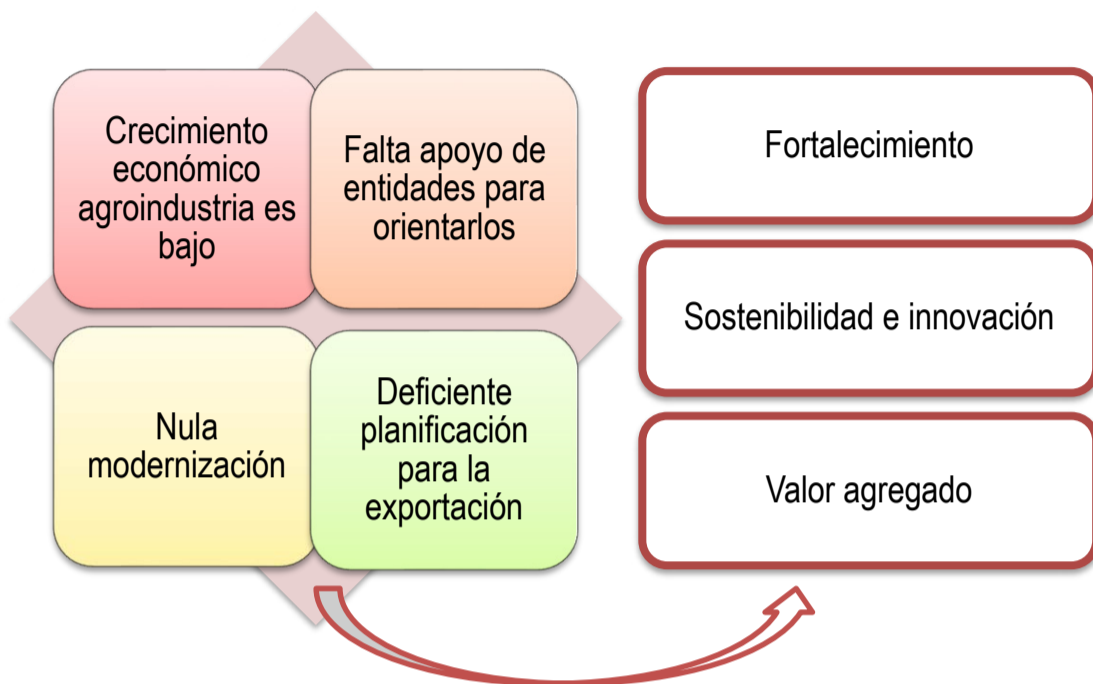 Crecimiento
económico
agroindustria es
bajo
Falta apoyo de
entidades para
orientarlos
Nula
modernización
Deficiente
planificación
para la
exportación
Fortalecimiento
Sostenibilidad e innovación
Valor agregado